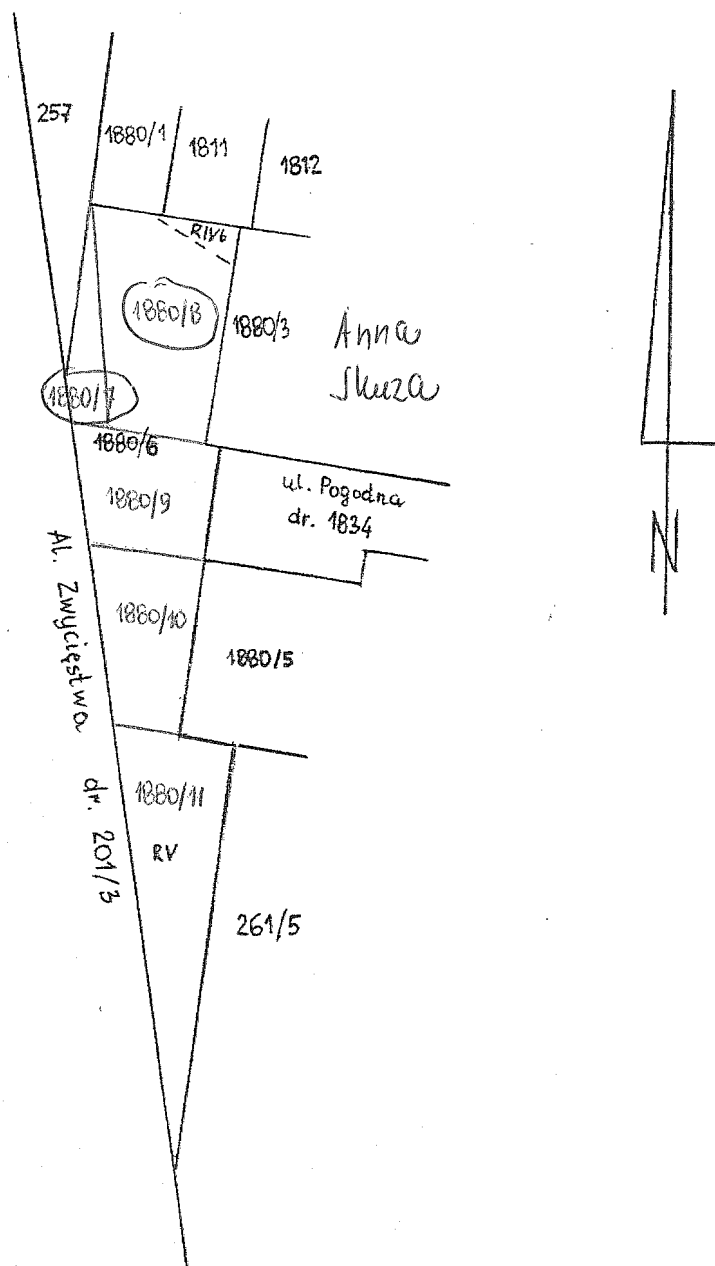 257
1880/1
1811
1812
RIVb
1880/8
1880/3
Anna
Skuza
1880/7
1880/6
1880/9
ul. Pogodna
dr. 1834
N
Al. Zwycięstwa dr. 201/3
1880/10
1880/5
1880/11
RV
261/5